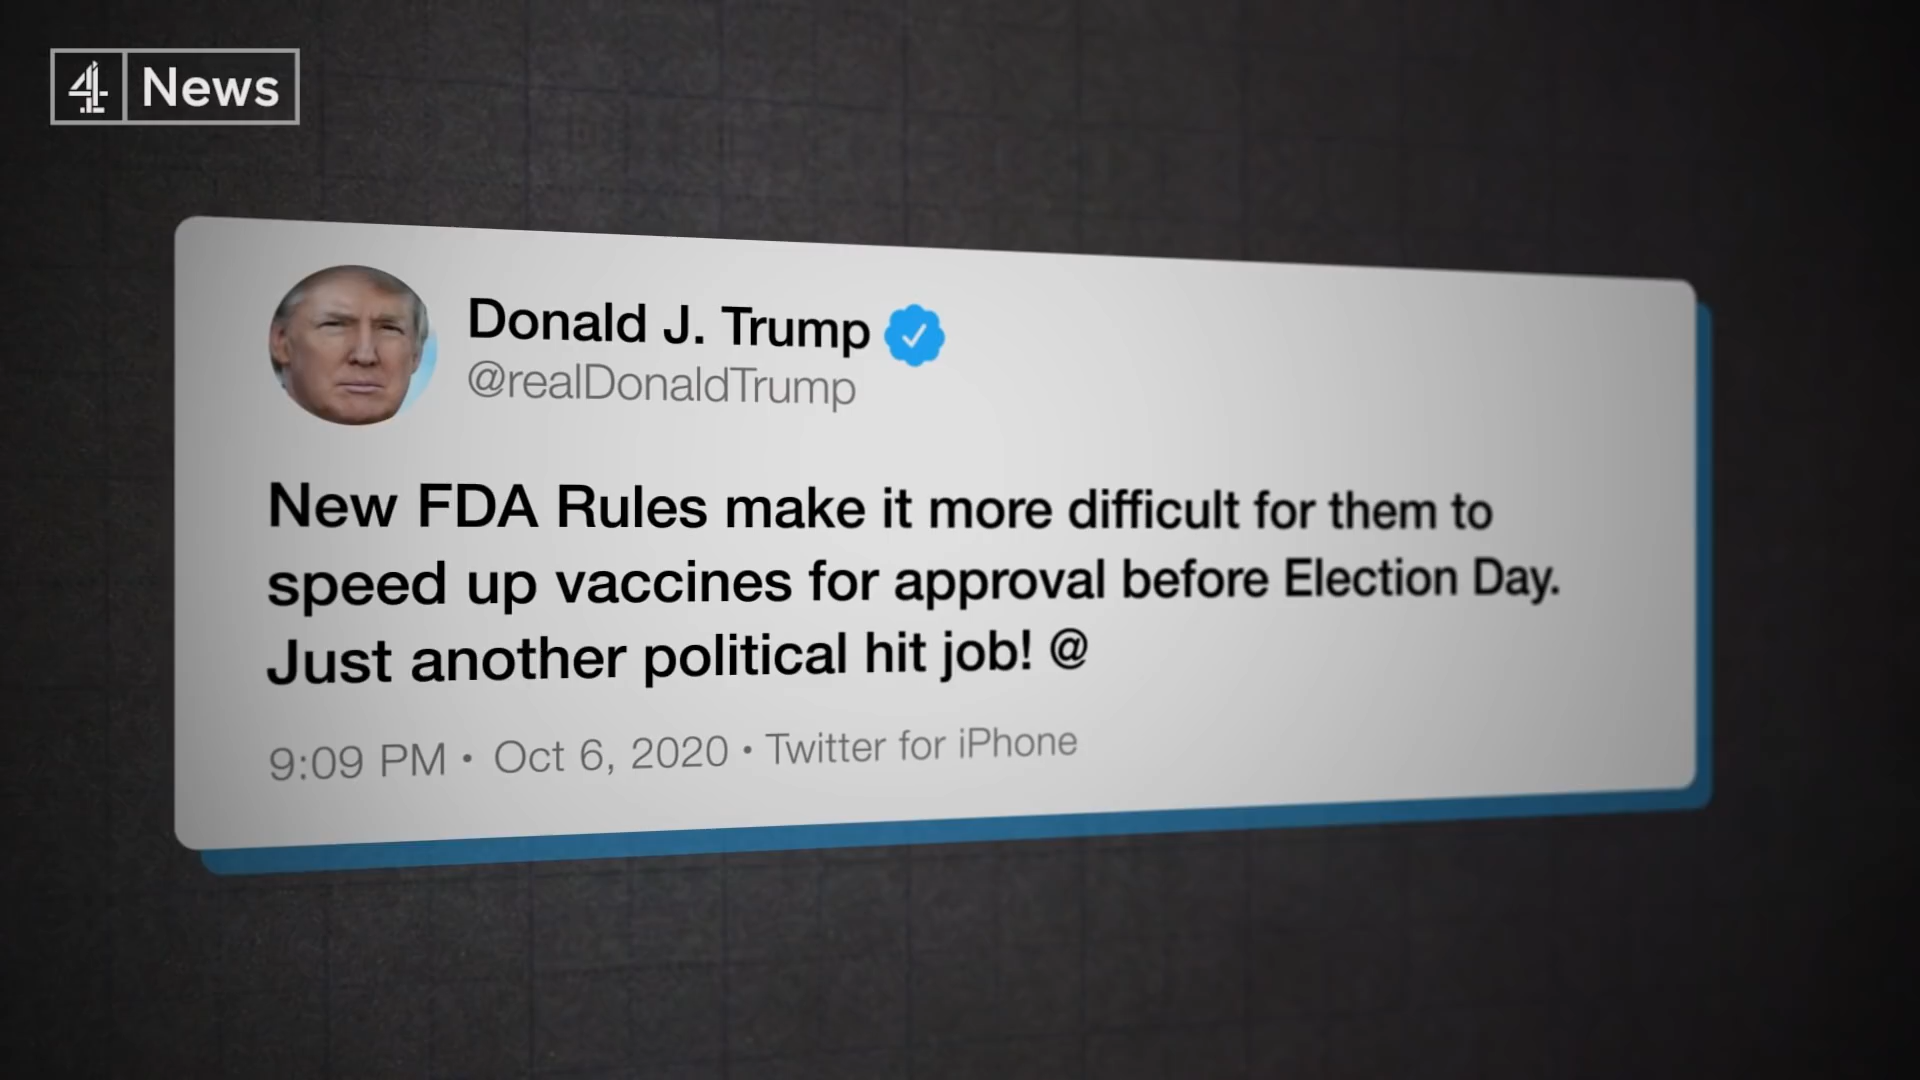 4 News
Donald J. Trump
@realDonaldTrump
New FDA Rules make it more difficult for them to
speed up vaccines for approval before Election Day.
Just another political hit job! @
9:09 PM • Oct 6, 2020 • Twitter for iPhone